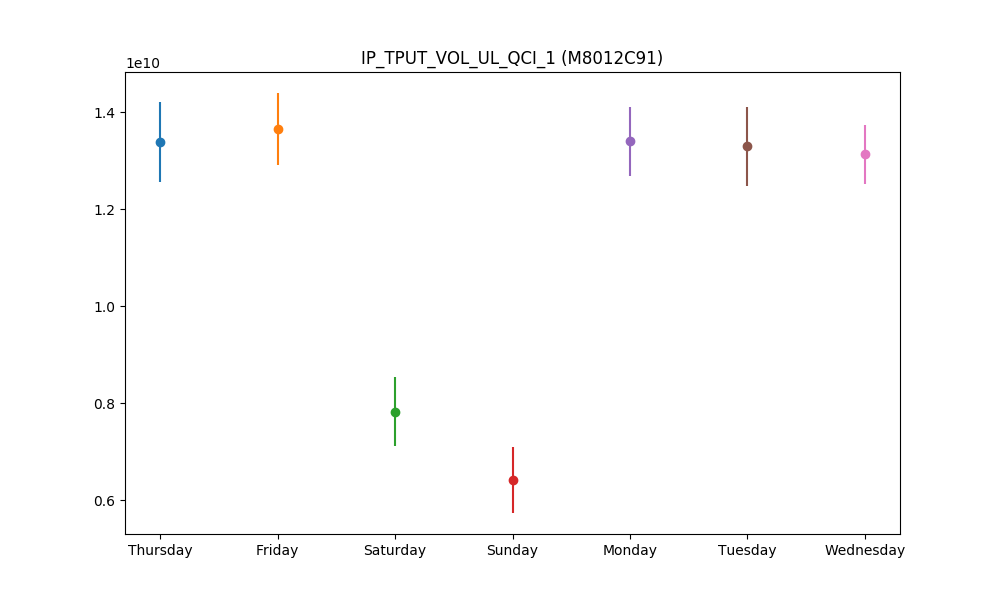 IP_TPUT_VOL_UL_QCI_1 (M8012C91)
1e10
1.4
1.2
1.0
0.8
0.6
Thursday Friday Saturday Sunday Monday Tuesday Wednesday